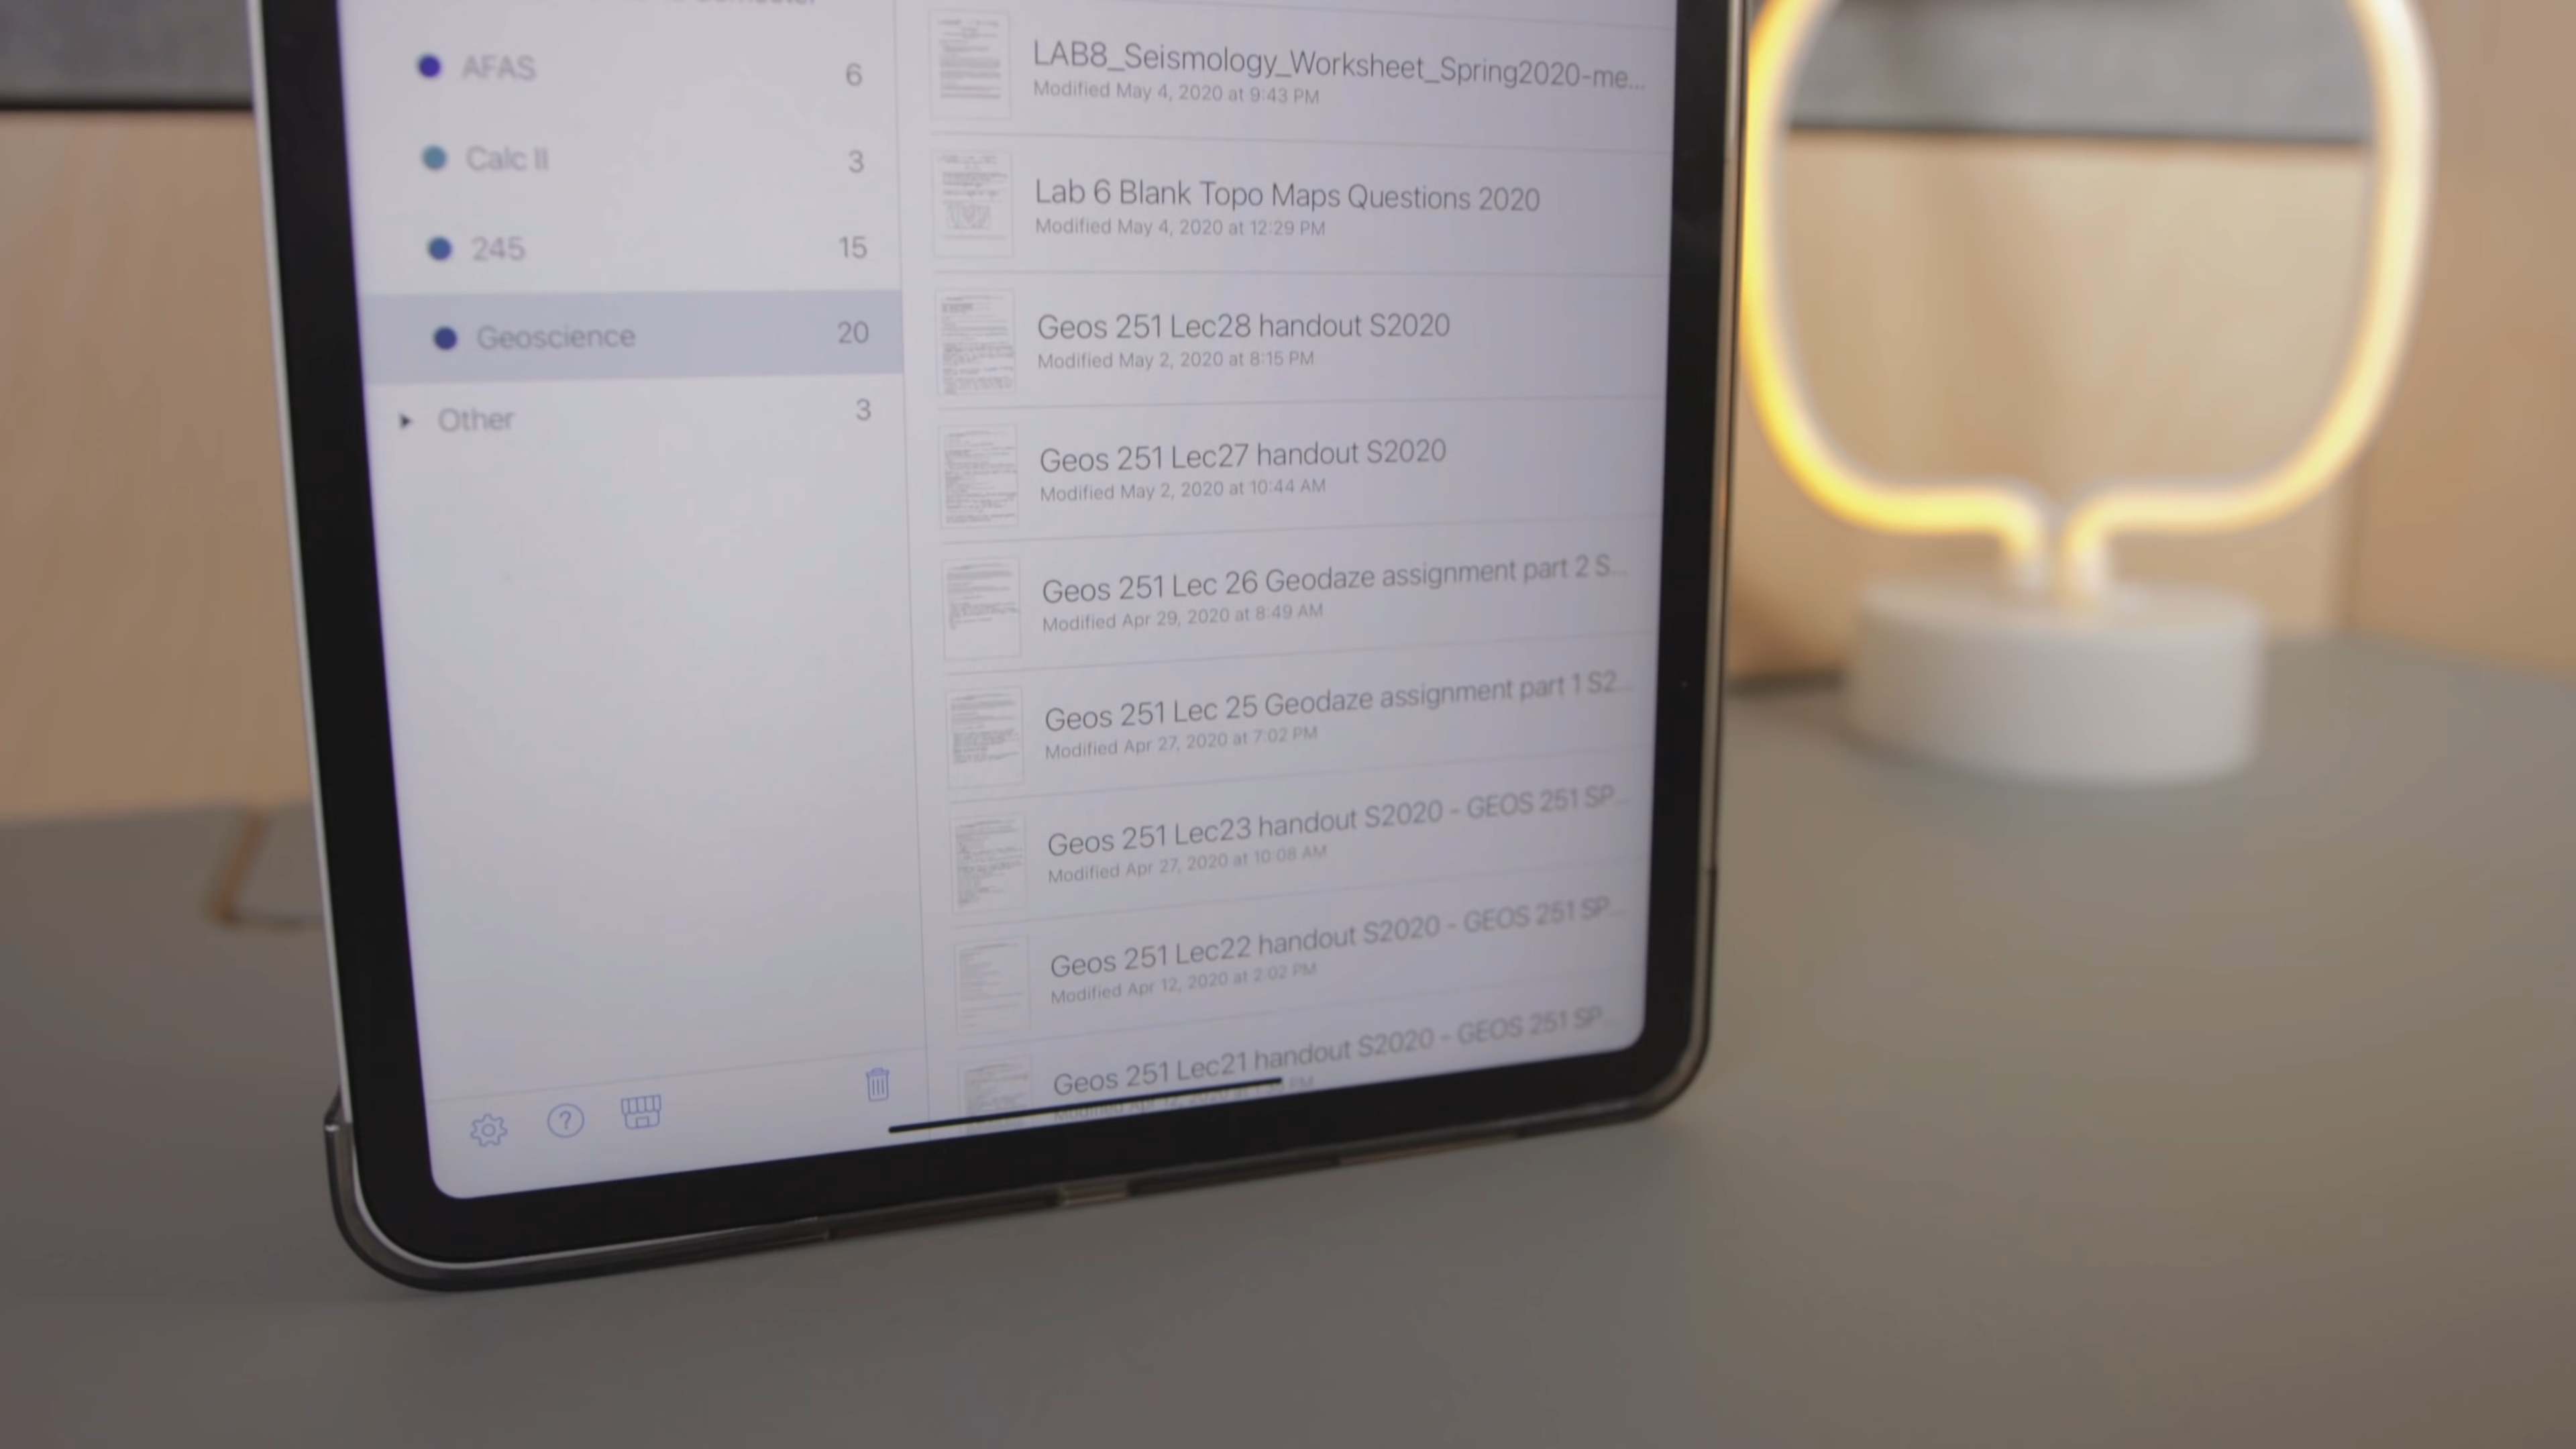 AFAS 6
Calc II 3
245 15
Geoscience 20
Other 3
LAB8_Seismology_Worksheet_Spring2020-me...
Modified May 4, 2020 at 9:43 PM
Lab 6 Blank Topo Maps Questions 2020
Modified May 4, 2020 at 12:29 PM
Geos 251 Lec28 handout S2020
Modified May 2, 2020 at 8:15 PM
Geos 251 Lec27 handout S2020
Modified May 2, 2020 at 10:44 AM
Geos 251 Lec 26 Geodaze assignment part 2 S...
Modified Apr 29, 2020 at 8:49 AM
Geos 251 Lec 25 Geodaze assignment part 1 S2...
Modified Apr 27, 2020 at 7:02 PM
Geos 251 Lec23 handout S2020 - GEOS 251 SP...
Modified Apr 27, 2020 at 10:08 AM
Geos 251 Lec22 handout S2020 - GEOS 251 SP...
Modified Apr 12, 2020 at 2:02 PM
Geos 251 Lec21 handout S2020 - GEOS 251 SP...
?